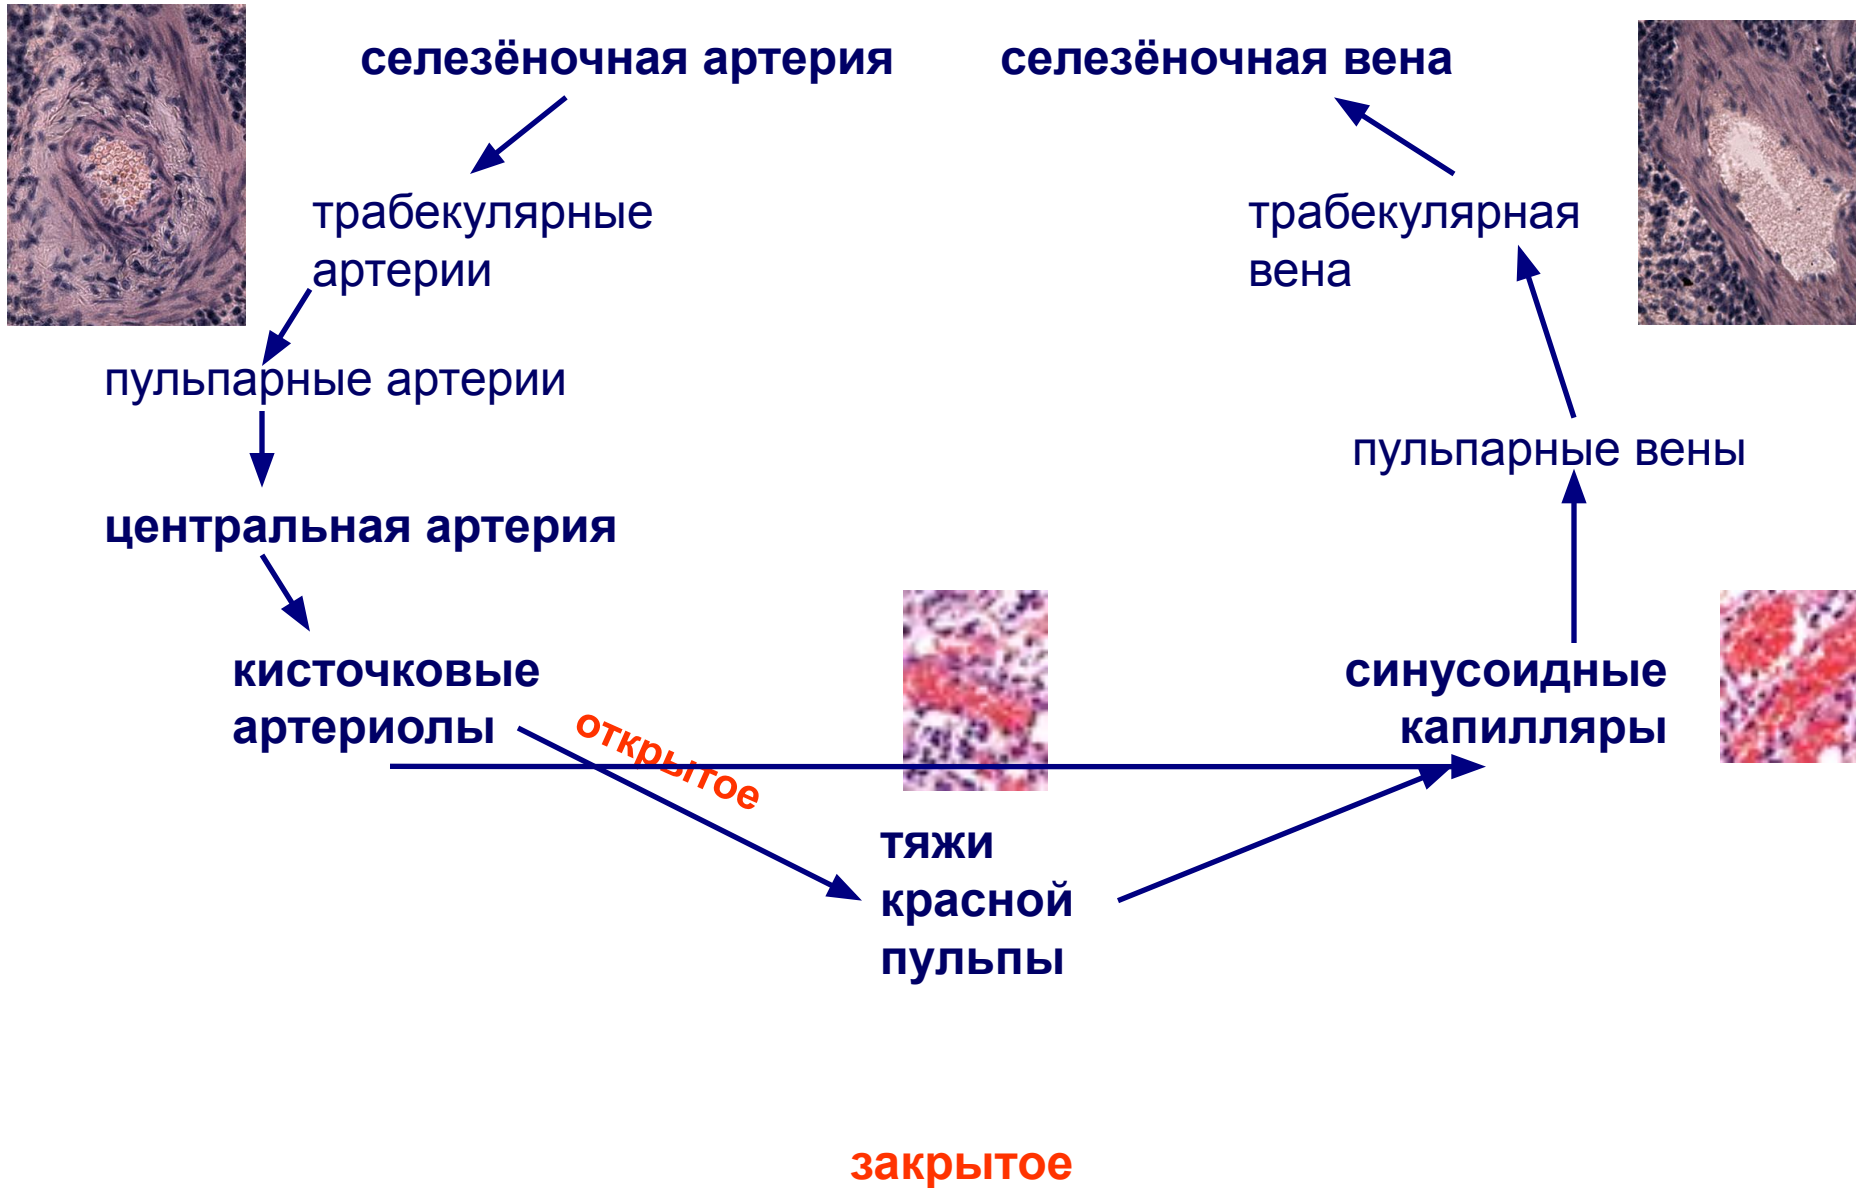 селезёночная артерия
селезёночная вена
трабекулярные
артерии
трабекулярная
вена
пульпарные артерии
пульпарные вены
центральная артерия
кисточковые
артериолы
открытое
синусоидные
капилляры
тяжи
красной
пульпы
закрытое